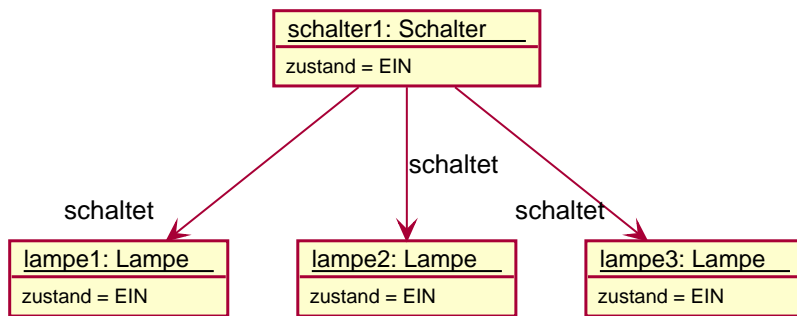 schalter1: Schalter
zustand = EIN
schaltet
schaltet
schaltet
lampe1: Lampe
zustand = EIN
lampe2: Lampe
zustand = EIN
lampe3: Lampe
zustand = EIN